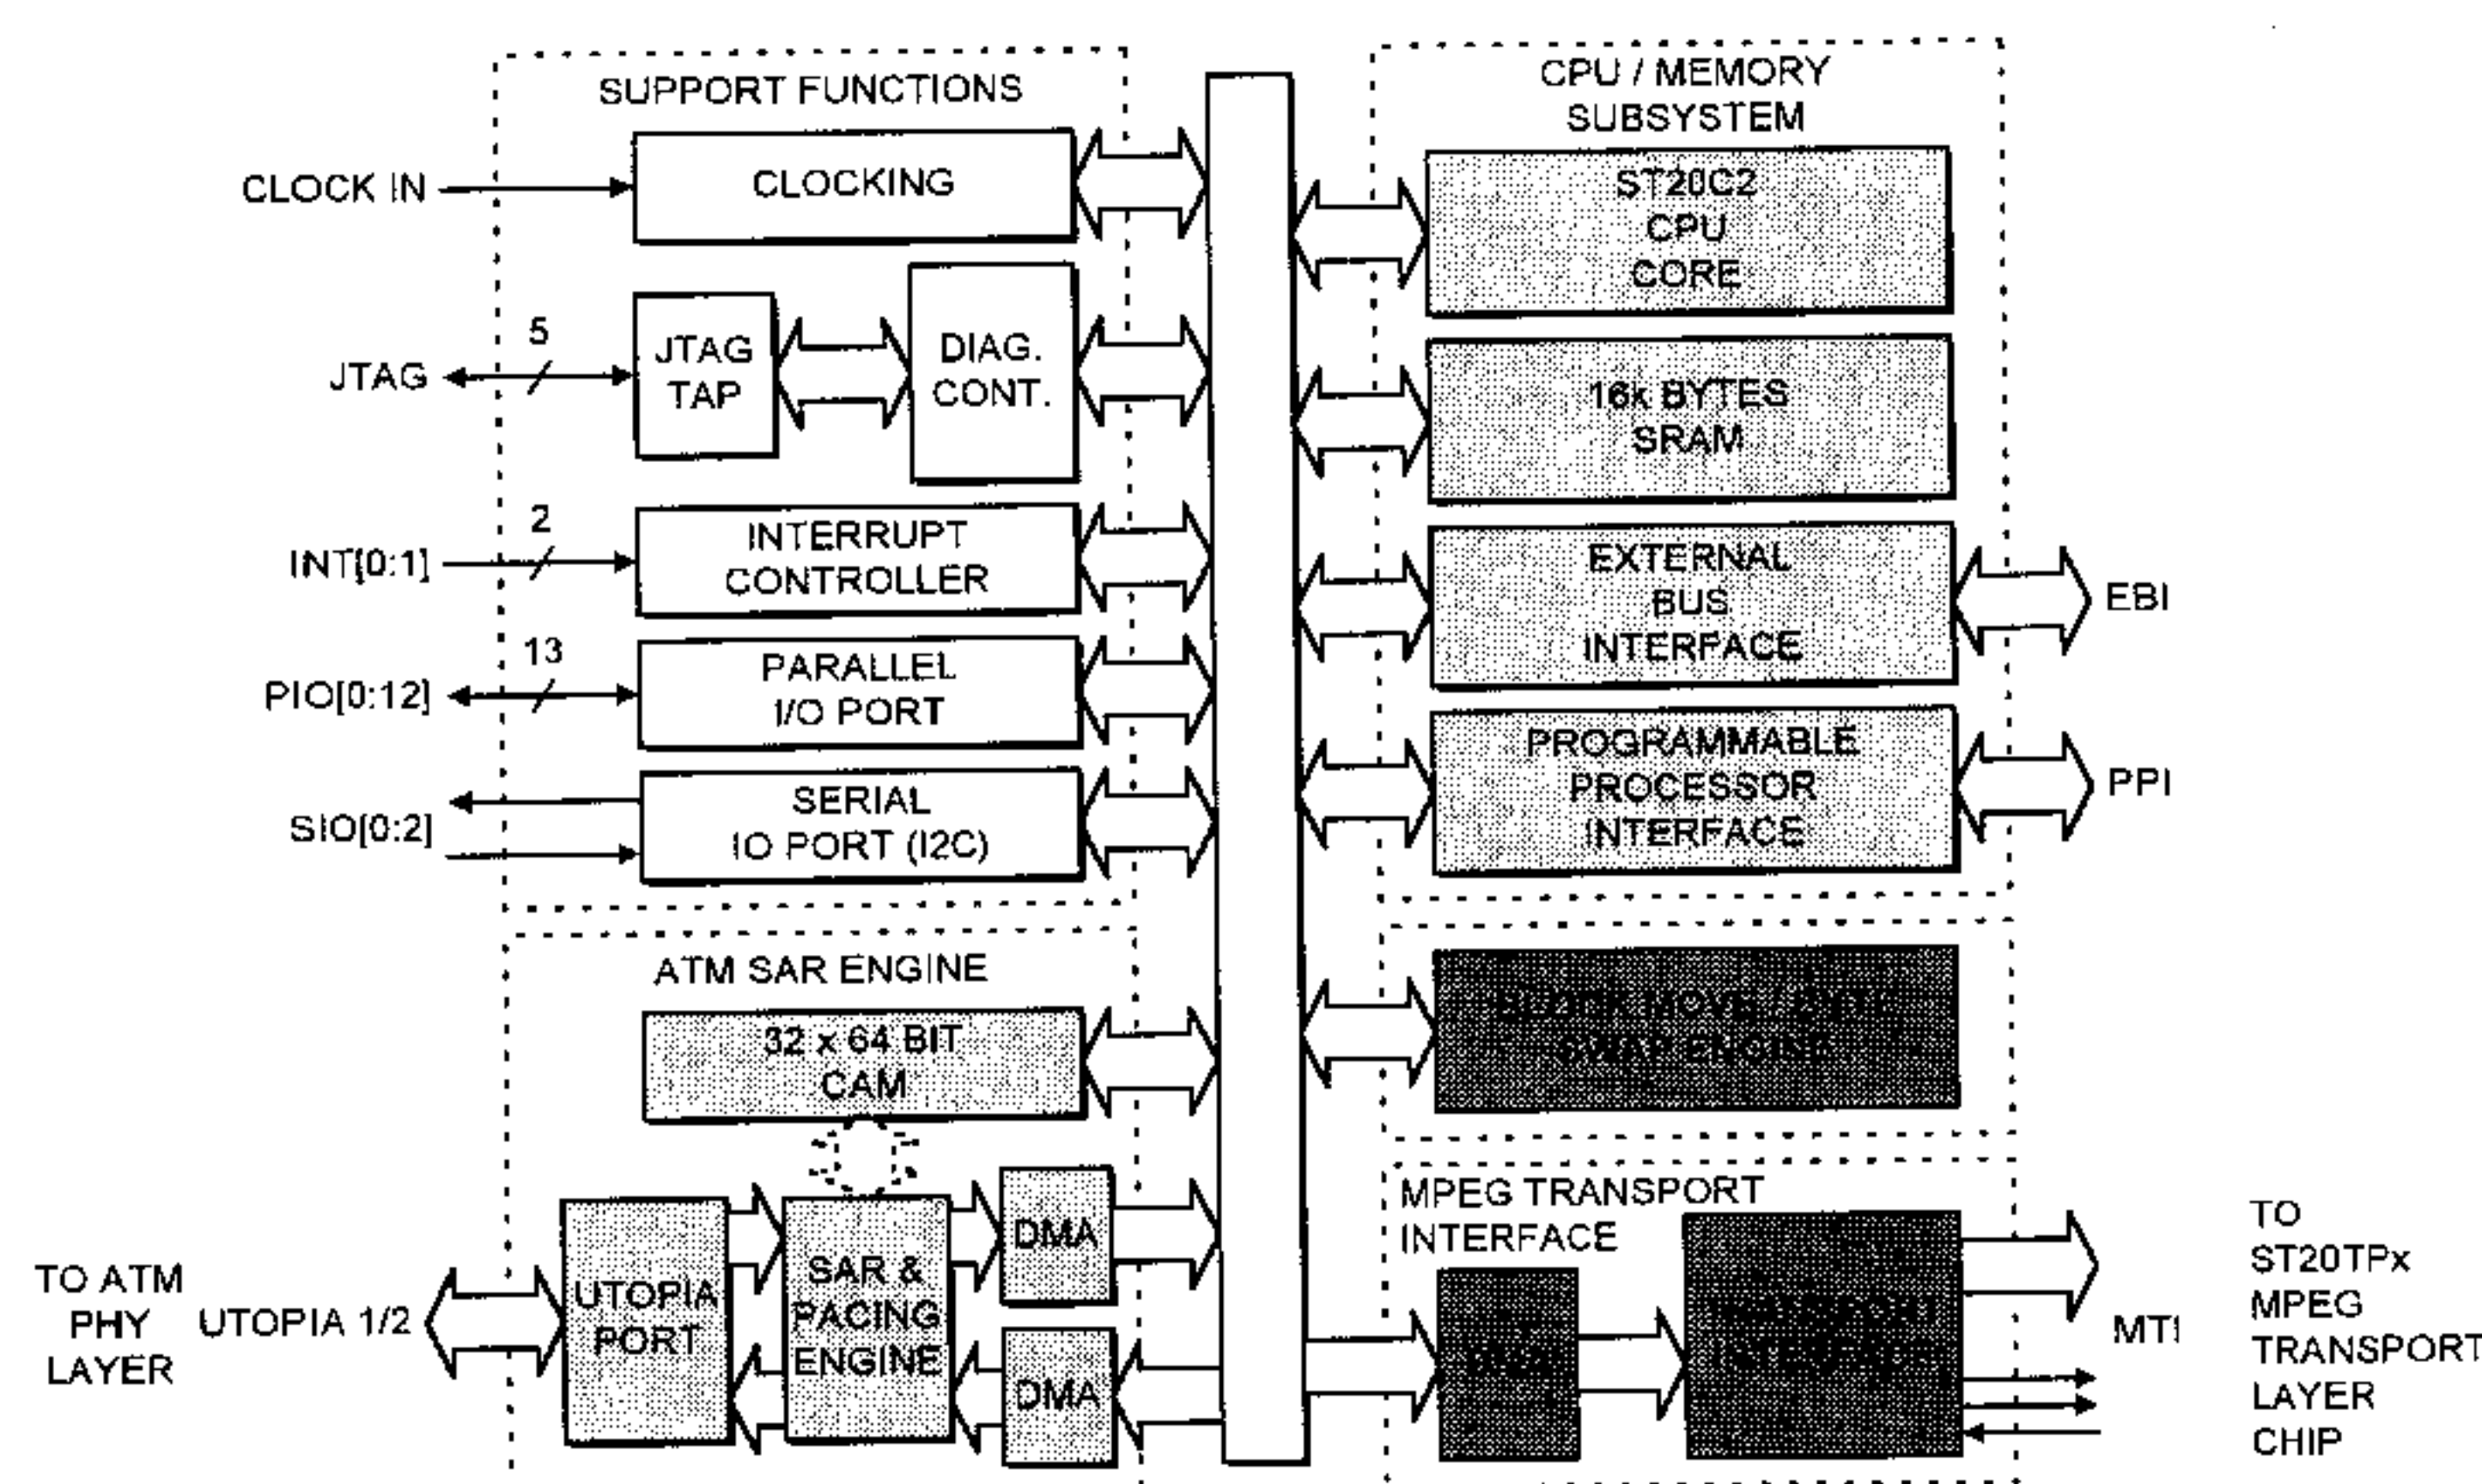 SUPPORT FUNCTIONS
CLOCK IN
CLOCKING
JTAG
5
JTAG
TAP
DIAG.
CONT.
INT[0:1]
2
INTERRUPT
CONTROLLER
PIO[0:12]
13
PARALLEL
I/O PORT
SIO[0:2]
SERIAL
IO PORT (I2C)
CPU / MEMORY
SUBSYSTEM
ST20C2
CPU
CORE
16k BYTES
SRAM
EXTERNAL
BUS
INTERFACE
EBI
PROGRAMMABLE
PROCESSOR
INTERFACE
PPI
ATM SAR ENGINE
32 x 64 BIT
CAM
TO ATM
PHY
LAYER
UTOPIA 1/2
UTOPIA
PORT
SAR &
PACING
ENGINE
DMA
DMA
BLOCK MOVE /
SWAP ENGINE
MPEG TRANSPORT
INTERFACE
MTI
TO
ST20TPx
MPEG
TRANSPORT
LAYER
CHIP